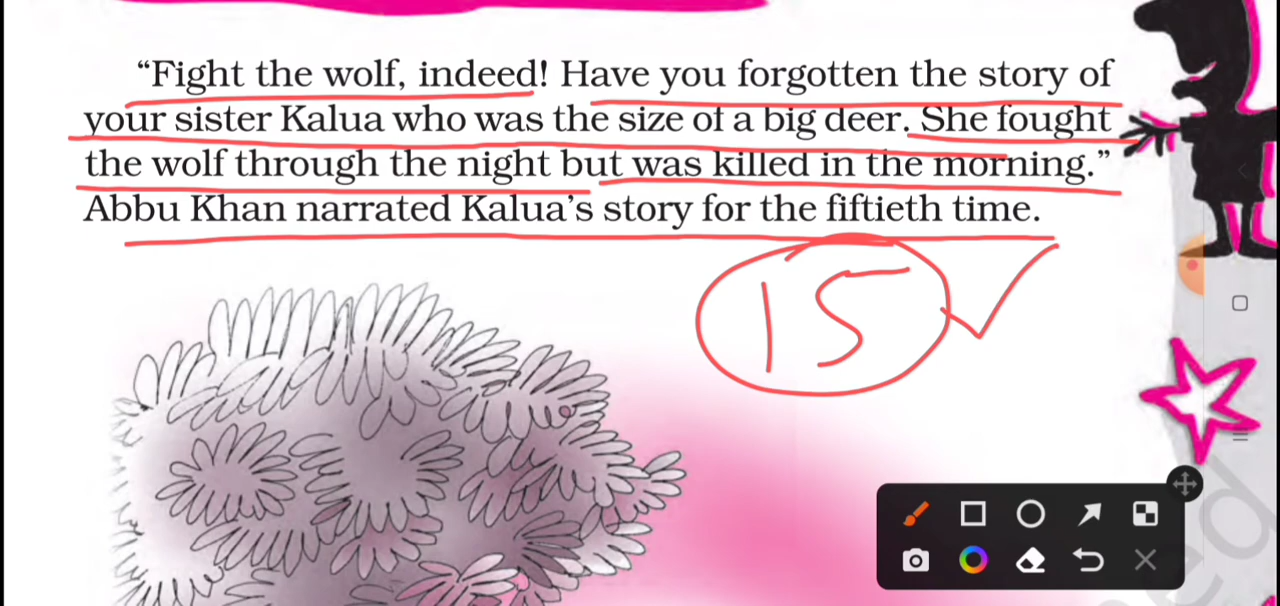 “Fight the wolf, indeed! Have you forgotten the story of
your sister Kalua who was the size of a big deer. She fought
the wolf through the night but was killed in the morning.”
Abbu Khan narrated Kalua’s story for the fiftieth time.
15
ed